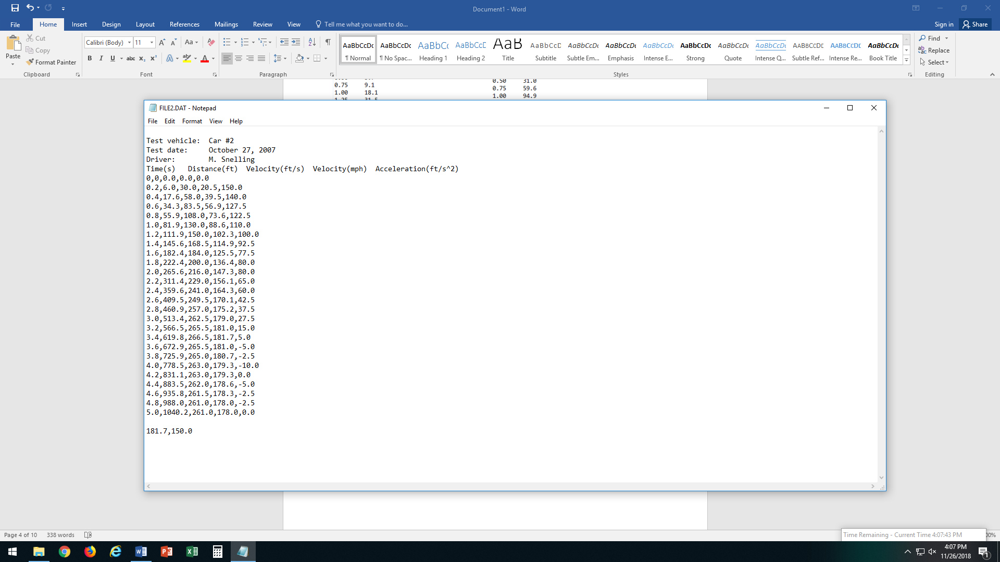 Document1 - Word
File Home Insert Design Layout References Mailings Review View Tell me what you want to do... Sign in Share
Paste
Cut
Copy
Format Painter
Clipboard
Calibri (Body) 11
Font
Paragraph
AaBbCcDc AaBbCcDc AaBbCc AaBbCcD AaB AaBbCcD AaBbCcDc AaBbCcDc AaBbCcDc AaBbCcDc AaBbCcDc AaBbCcDc AABBCCDC AABBCCDC AaBbCcDc
¶ Normal ¶ No Spac... Heading 1 Heading 2 Title Subtitle Subtle Em... Emphasis Intense E... Strong Quote Intense Q... Subtle Ref... Intense Re... Book Title
Styles
Find
Replace
Select
Editing
0.75 9.1
1.00 18.1
0.50 31.0
0.75 59.6
1.00 94.9
FILE2.DAT - Notepad
File Edit Format View Help
Test vehicle: Car #2
Test date: October 27, 2007
Driver: M. Snelling
Time(s) Distance(ft) Velocity(ft/s) Velocity(mph) Acceleration(ft/s^2)
0,0,0.0,0.0,0.0
0.2,6.0,30.0,20.5,150.0
0.4,17.6,58.0,39.5,140.0
0.6,34.3,83.5,56.9,127.5
0.8,55.9,108.0,73.6,122.5
1.0,81.9,130.0,88.6,110.0
1.2,111.9,150.0,102.3,100.0
1.4,145.6,168.5,114.9,92.5
1.6,182.4,184.0,125.5,77.5
1.8,222.4,200.0,136.4,80.0
2.0,265.6,216.0,147.3,80.0
2.2,311.4,229.0,156.1,65.0
2.4,359.6,241.0,164.3,60.0
2.6,409.5,249.5,170.1,42.5
2.8,460.9,257.0,175.2,37.5
3.0,513.4,262.5,179.0,27.5
3.2,566.5,265.5,181.0,15.0
3.4,619.8,266.5,181.7,5.0
3.6,672.9,265.5,181.0,-5.0
3.8,725.9,265.0,180.7,-2.5
4.0,778.5,263.0,179.3,-10.0
4.2,831.1,263.0,179.3,0.0
4.4,883.5,262.0,178.6,-5.0
4.6,935.8,261.5,178.3,-2.5
4.8,988.0,261.0,178.0,-2.5
5.0,1040.2,261.0,178.0,0.0
181.7,150.0
Page 4 of 10 338 words
Time Remaining - Current Time 4:07:43 PM
4:07 PM
11/26/2018
1